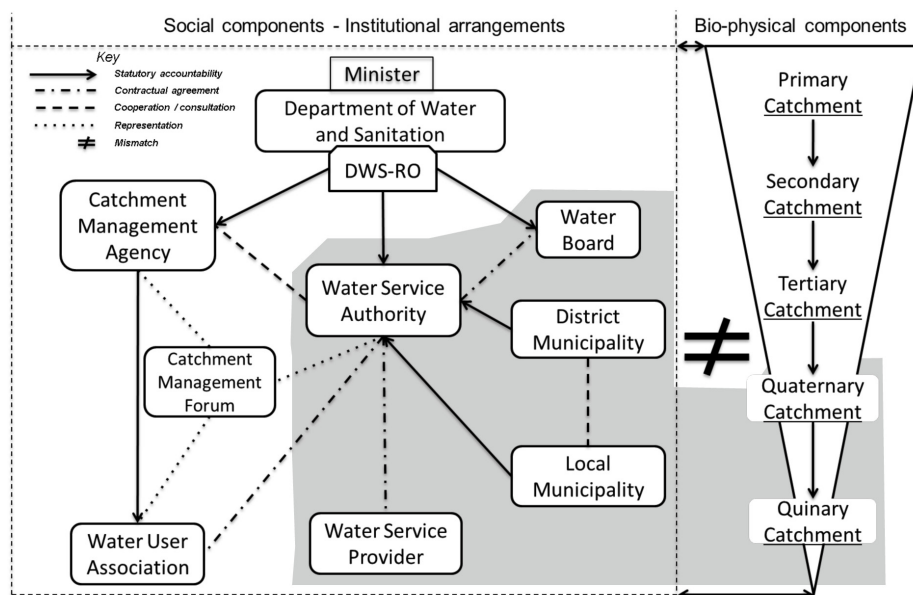 Social components - Institutional arrangements
Bio-physical components
Key
Statutory accountability
Contractual agreement
Cooperation / consultation
Representation
≠ Mismatch
Minister
Department of Water
and Sanitation
DWS-RO
Catchment
Management
Agency
Water
Board
Water Service
Authority
District
Municipality
Catchment
Management
Forum
Local
Municipality
Water User
Association
Water Service
Provider
≠
Primary
Catchment
Secondary
Catchment
Tertiary
Catchment
Quaternary
Catchment
Quinary
Catchment